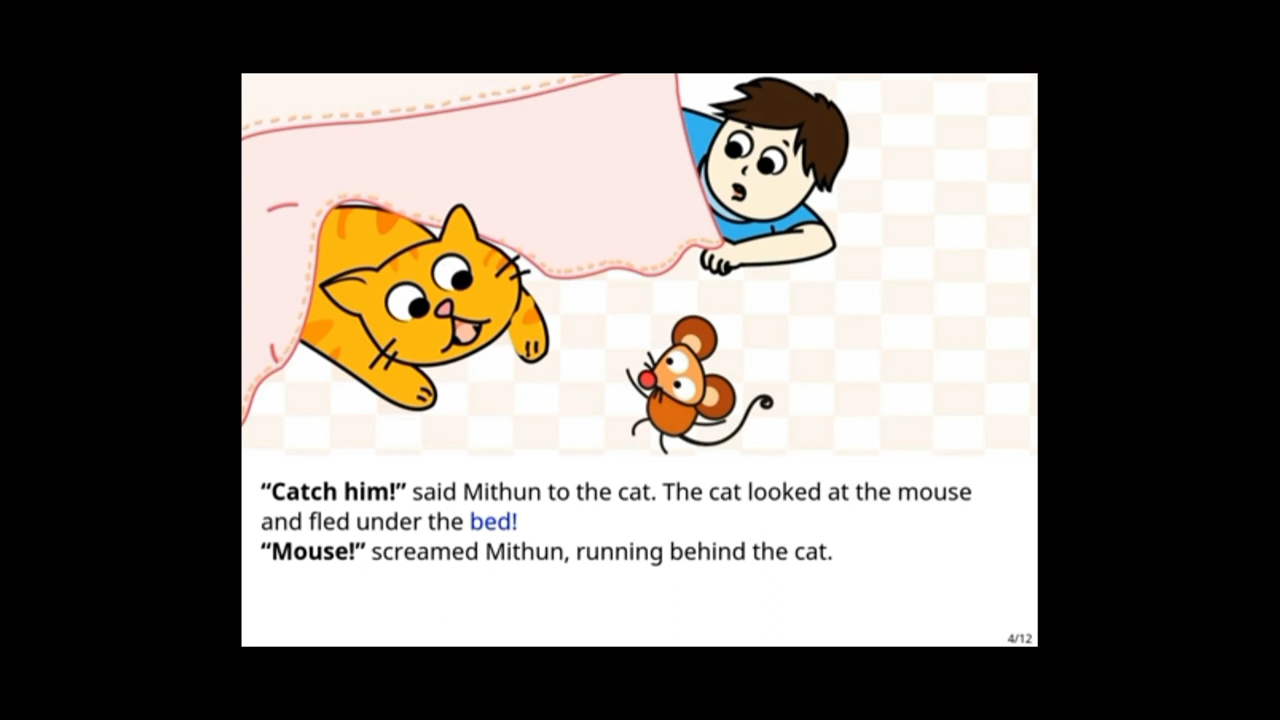 “Catch him!” said Mithun to the cat. The cat looked at the mouse
and fled under the bed!
“Mouse!” screamed Mithun, running behind the cat.
4/12